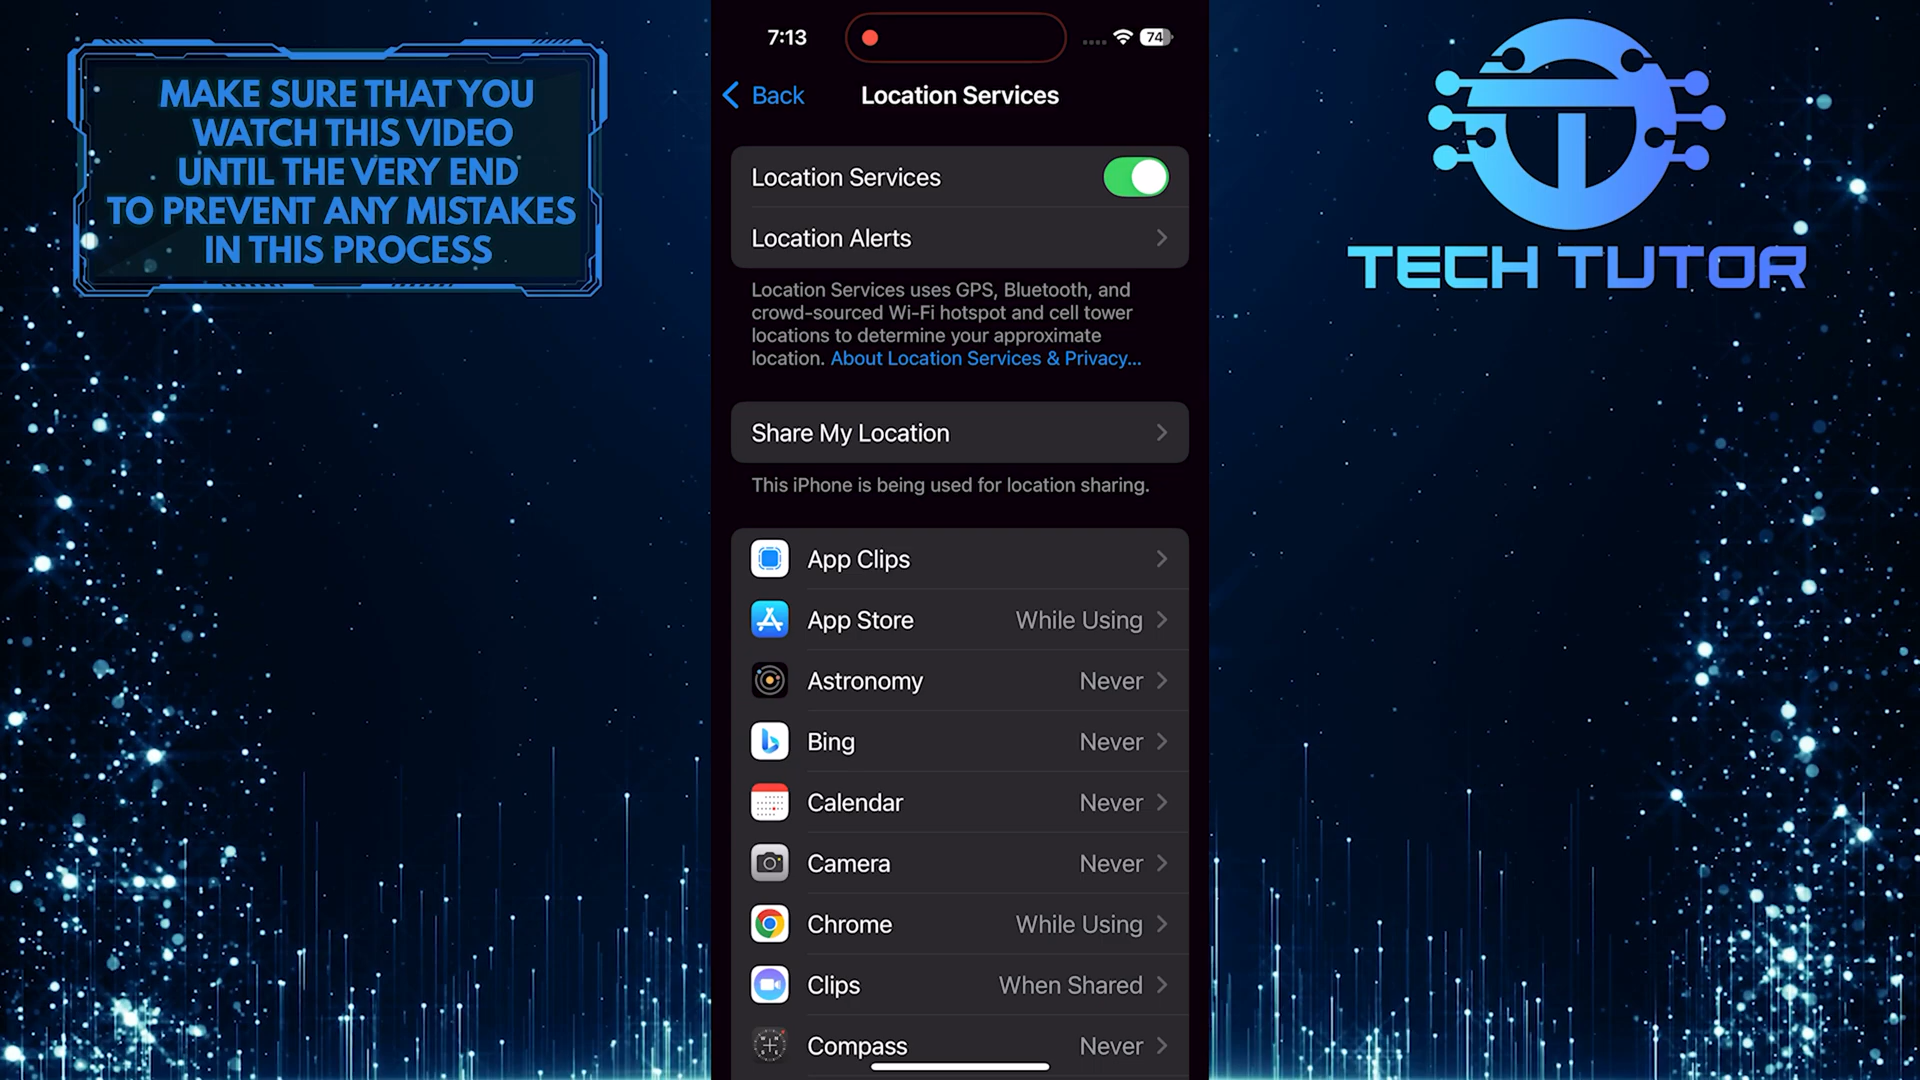 MAKE SURE THAT YOU
WATCH THIS VIDEO
UNTIL THE VERY END
TO PREVENT ANY MISTAKES
IN THIS PROCESS
7:13
74
Back
Location Services
Location Services
Location Alerts
Location Services uses GPS, Bluetooth, and
crowd-sourced Wi-Fi hotspot and cell tower
locations to determine your approximate
location. About Location Services & Privacy...
Share My Location
This iPhone is being used for location sharing.
App Clips
App Store While Using
Astronomy Never
Bing Never
Calendar Never
Camera Never
Chrome While Using
Clips When Shared
Compass Never
TECH TUTOR